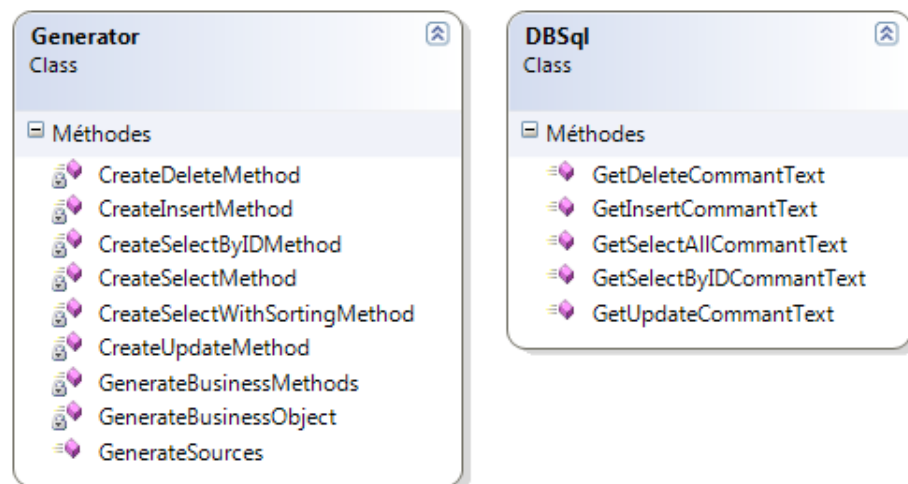 Generator
Class
Méthodes
CreateDeleteMethod
CreateInsertMethod
CreateSelectByIDMethod
CreateSelectMethod
CreateSelectWithSortingMethod
CreateUpdateMethod
GenerateBusinessMethods
GenerateBusinessObject
GenerateSources
DBSql
Class
Méthodes
GetDeleteCommantText
GetInsertCommantText
GetSelectAllCommantText
GetSelectByIDCommantText
GetUpdateCommantText